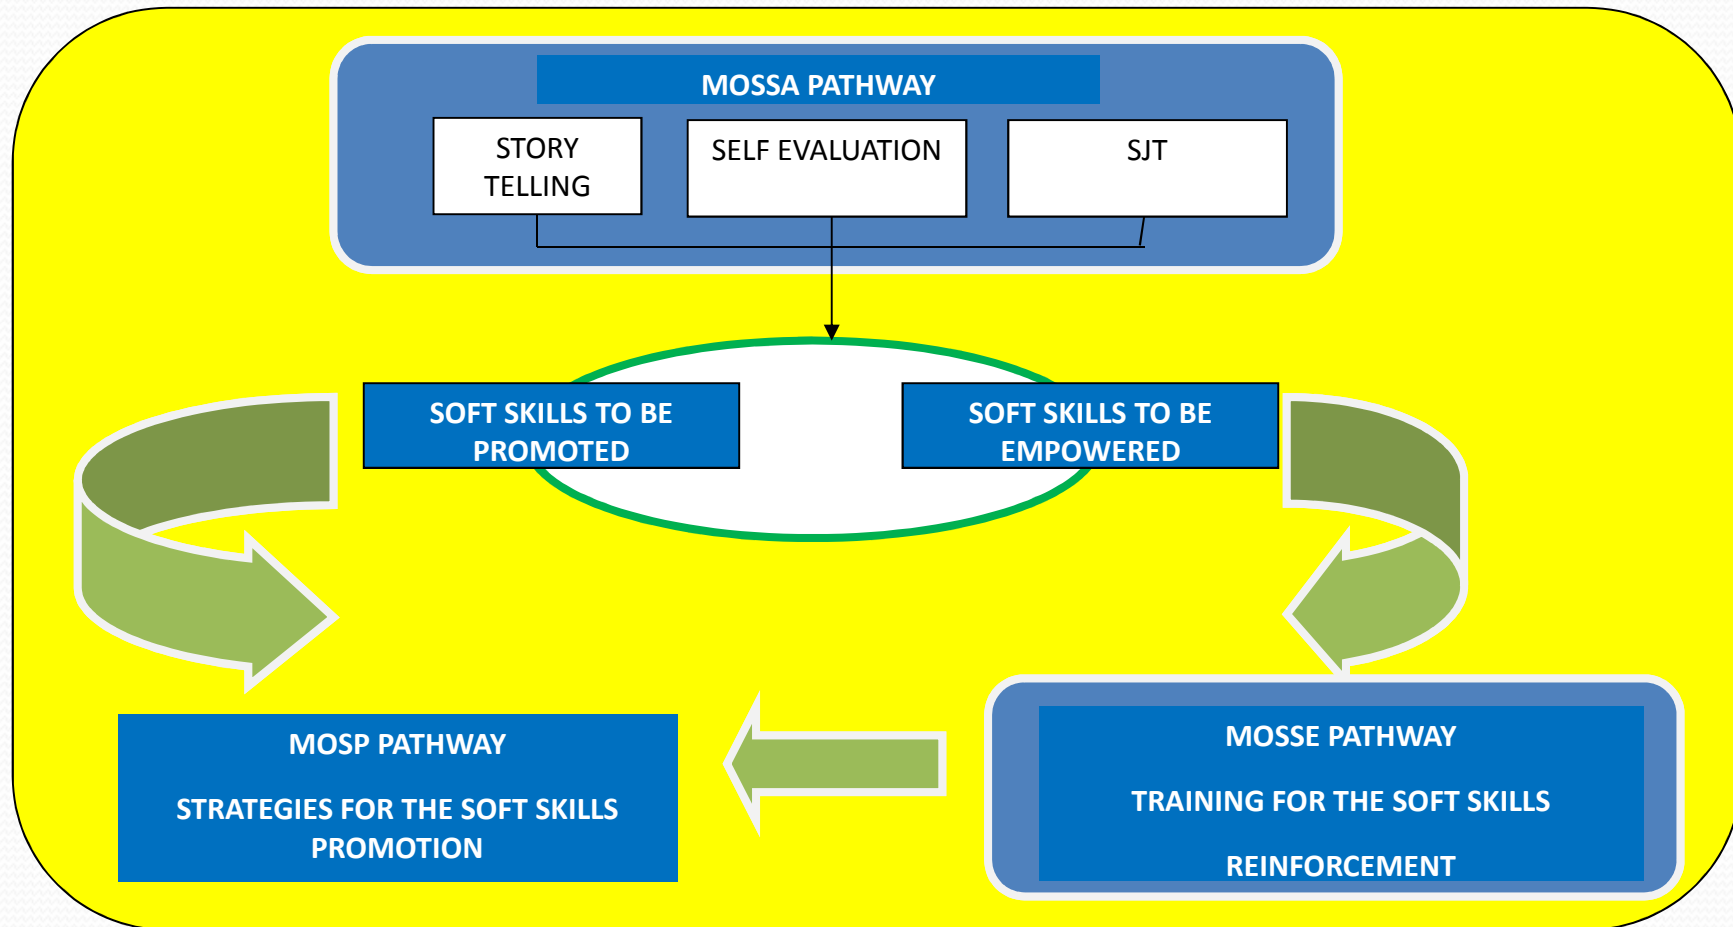 MOSSA PATHWAY
STORY
TELLING
SELF EVALUATION
SJT
SOFT SKILLS TO BE
PROMOTED
SOFT SKILLS TO BE
EMPOWERED
MOSP PATHWAY
STRATEGIES FOR THE SOFT SKILLS
PROMOTION
MOSSE PATHWAY
TRAINING FOR THE SOFT SKILLS
REINFORCEMENT